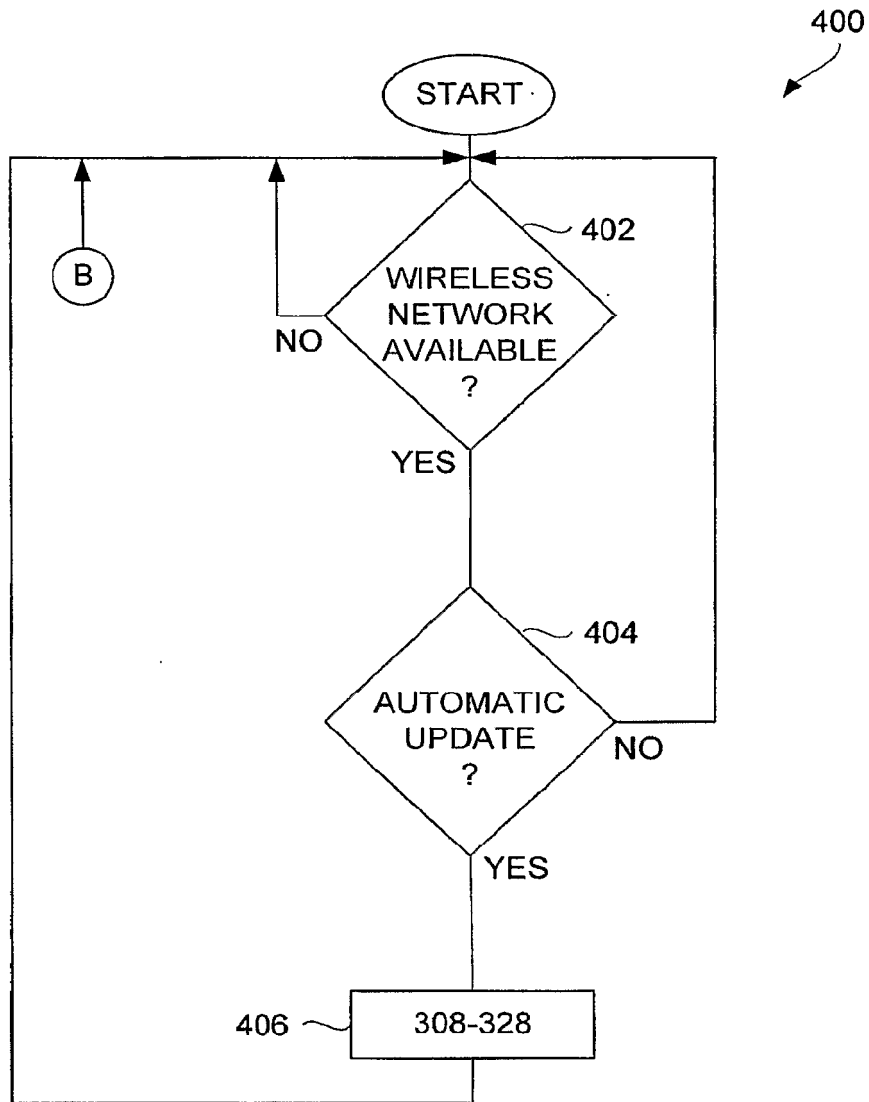 400
START
402
B
WIRELESS
NETWORK
AVAILABLE
?
NO
YES
404
AUTOMATIC
UPDATE
?
NO
YES
406
308-328